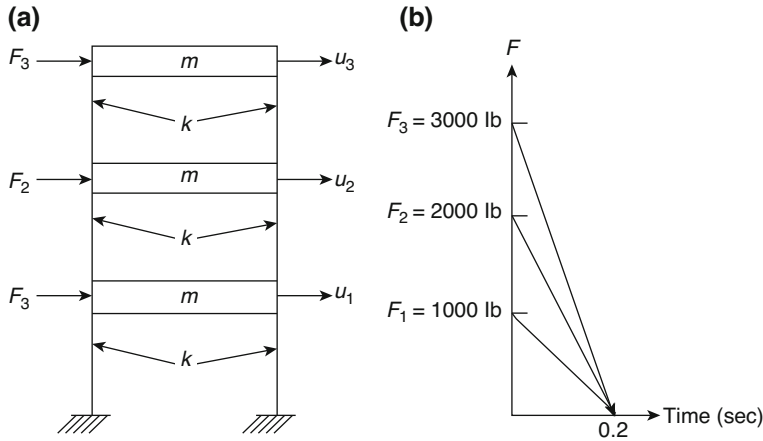 (a)
F3 m u3
k
F2 m u2
k
F3 m u1
k
(b)
F
F3 = 3000 lb
F2 = 2000 lb
F1 = 1000 lb
0.2
Time (sec)